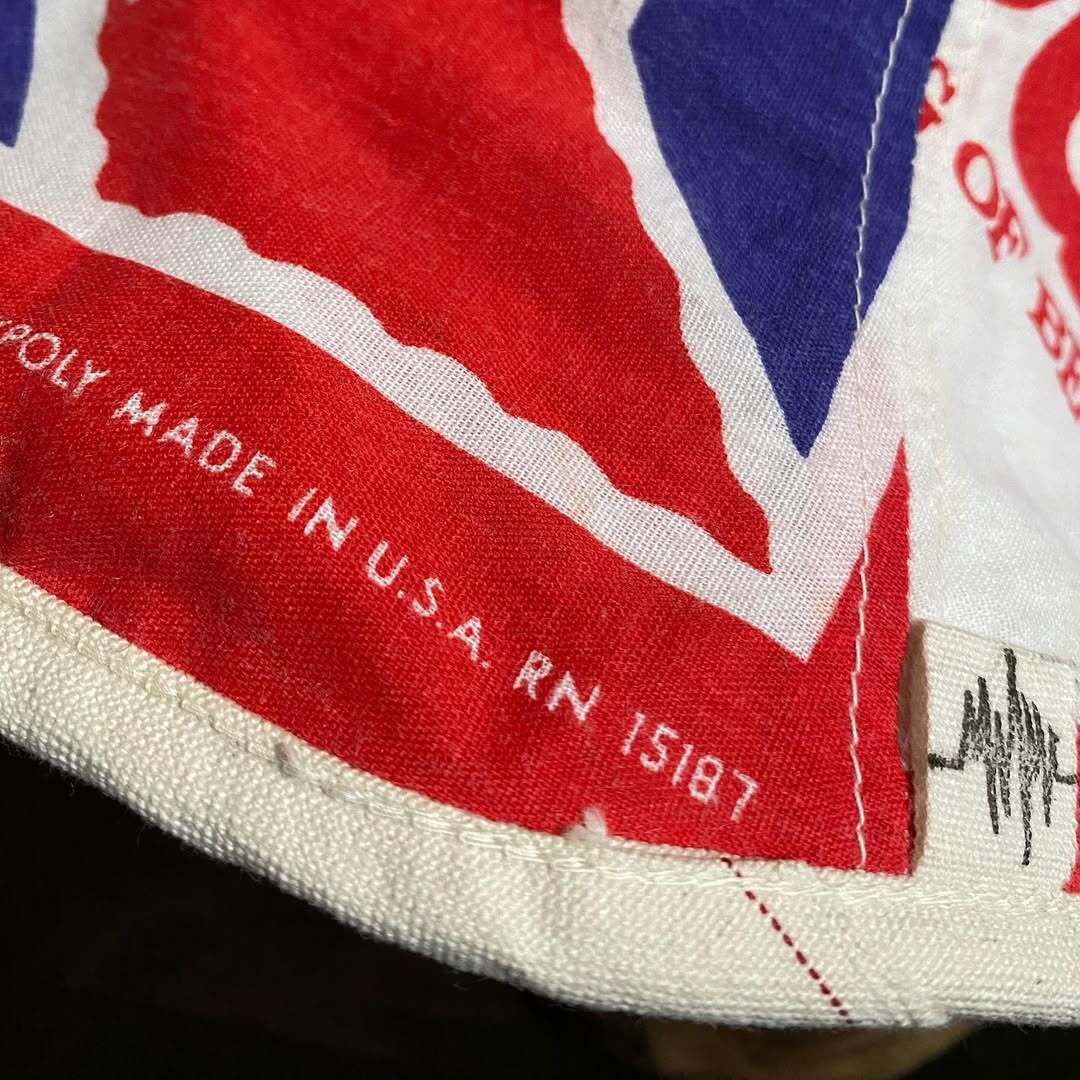 POLY MADE IN U.S.A. RN 15187
G OF